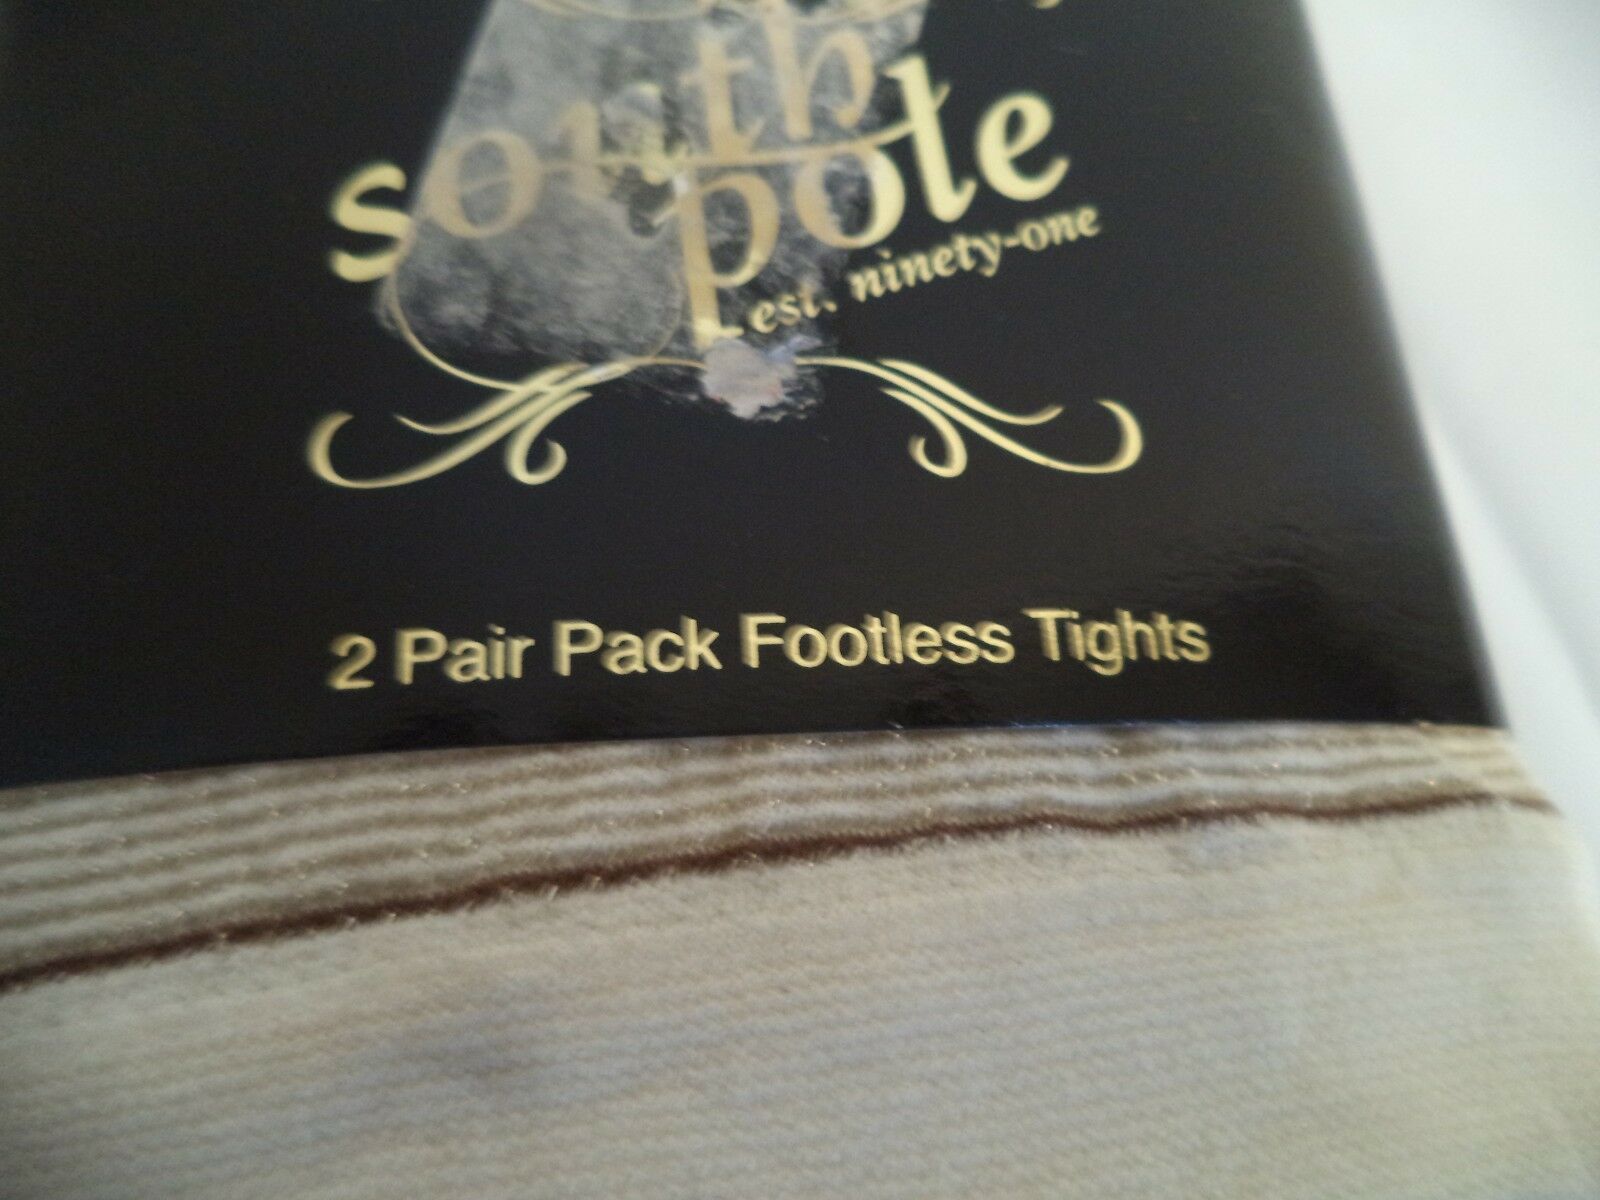 south
pole
est. ninety-one
2 Pair Pack Footless Tights